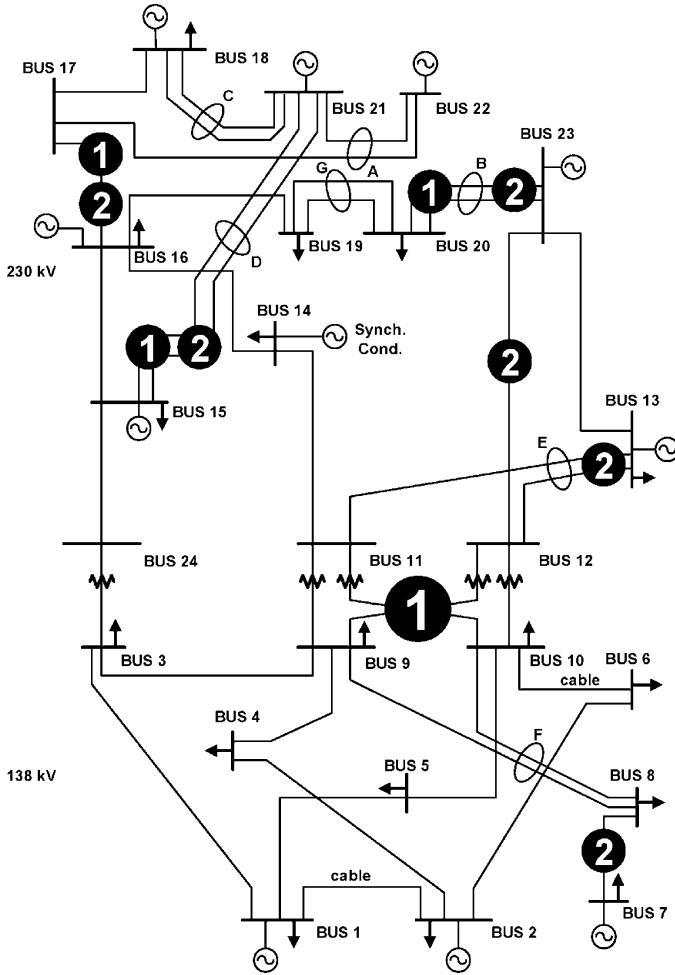 BUS 18
BUS 17
C
BUS 21
BUS 22
BUS 23
1
G
A
B
1
2
2
BUS 19
BUS 20
BUS 16
D
230 kV
BUS 14
Synch.
Cond.
1
2
2
BUS 13
BUS 15
E
2
BUS 24
BUS 11
BUS 12
1
BUS 3
BUS 9
BUS 10
BUS 6
cable
BUS 4
F
138 kV
BUS 5
BUS 8
2
cable
BUS 1
BUS 2
BUS 7